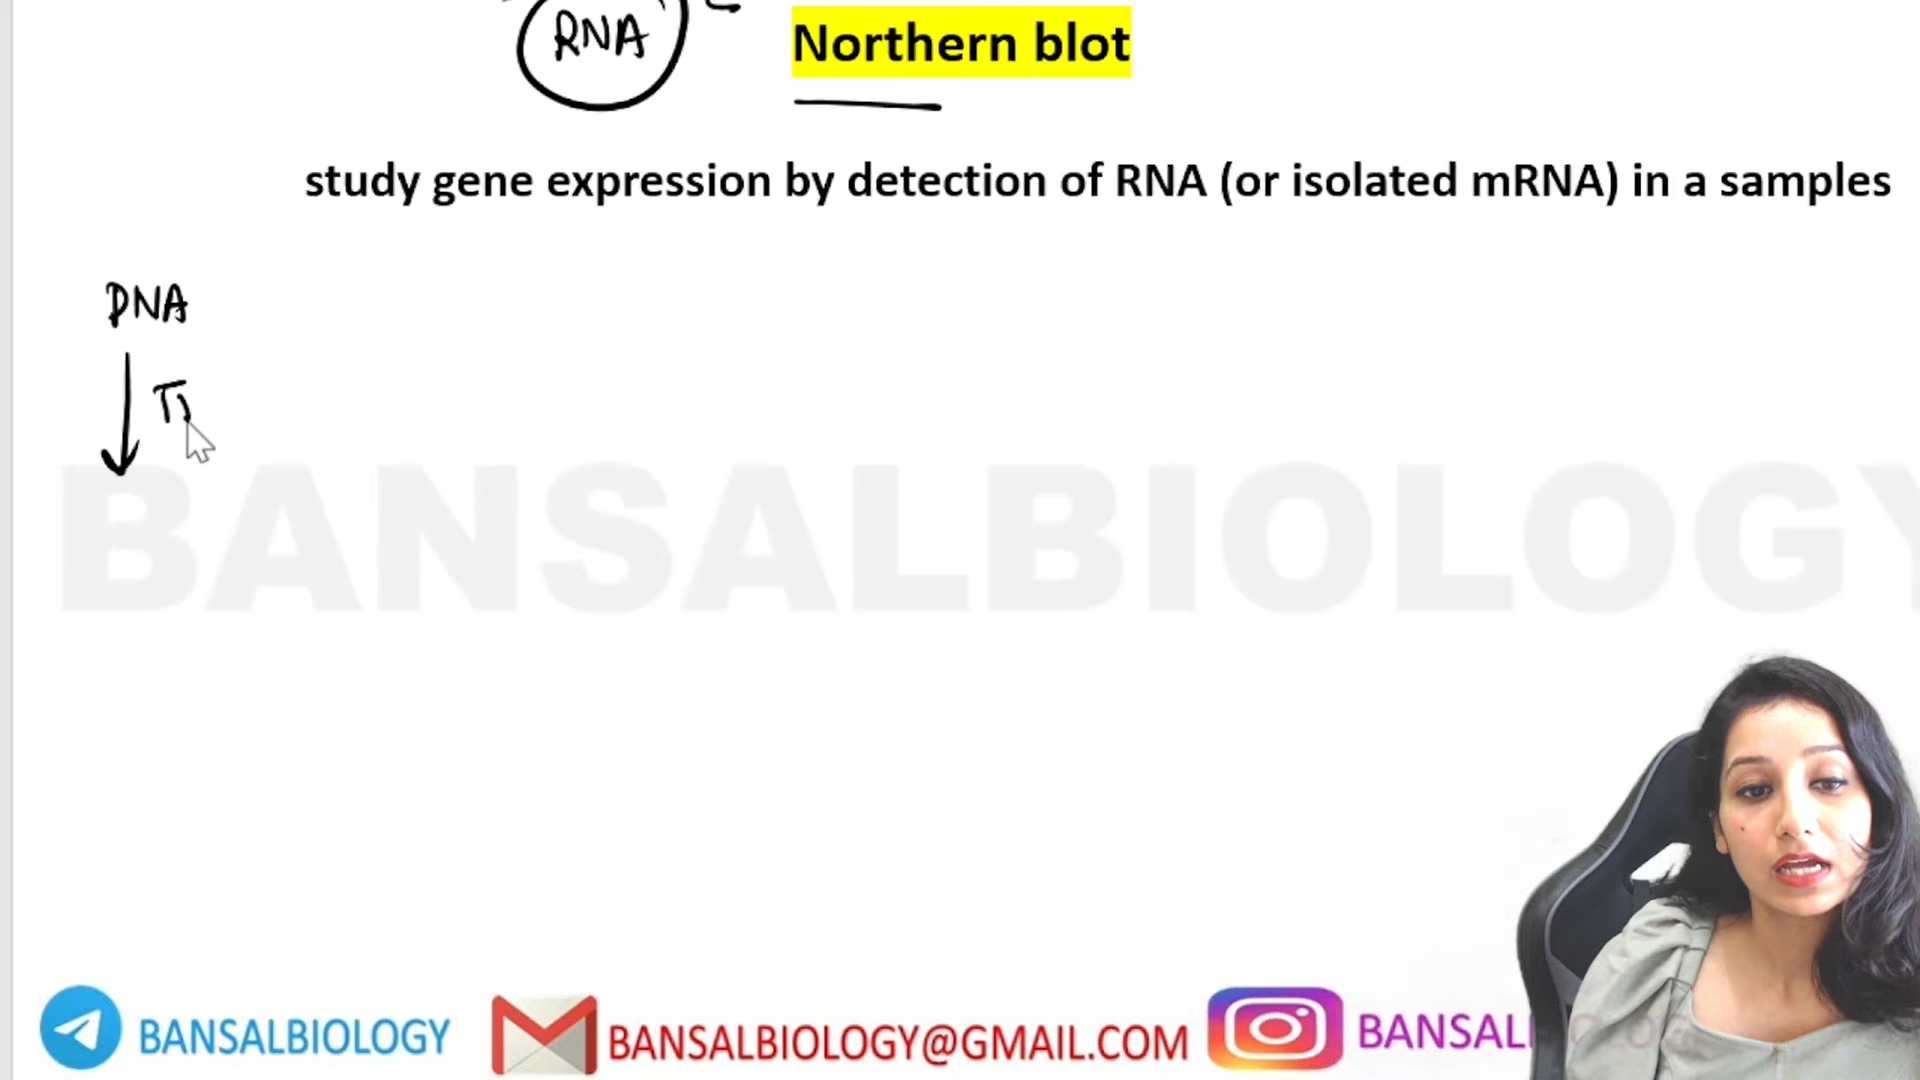 RNA
Northern blot
study gene expression by detection of RNA (or isolated mRNA) in a samples
DNA
BANSALBIOLOGY
BANSALBIOLOGY
BANSALBIOLOGY@GMAIL.COM